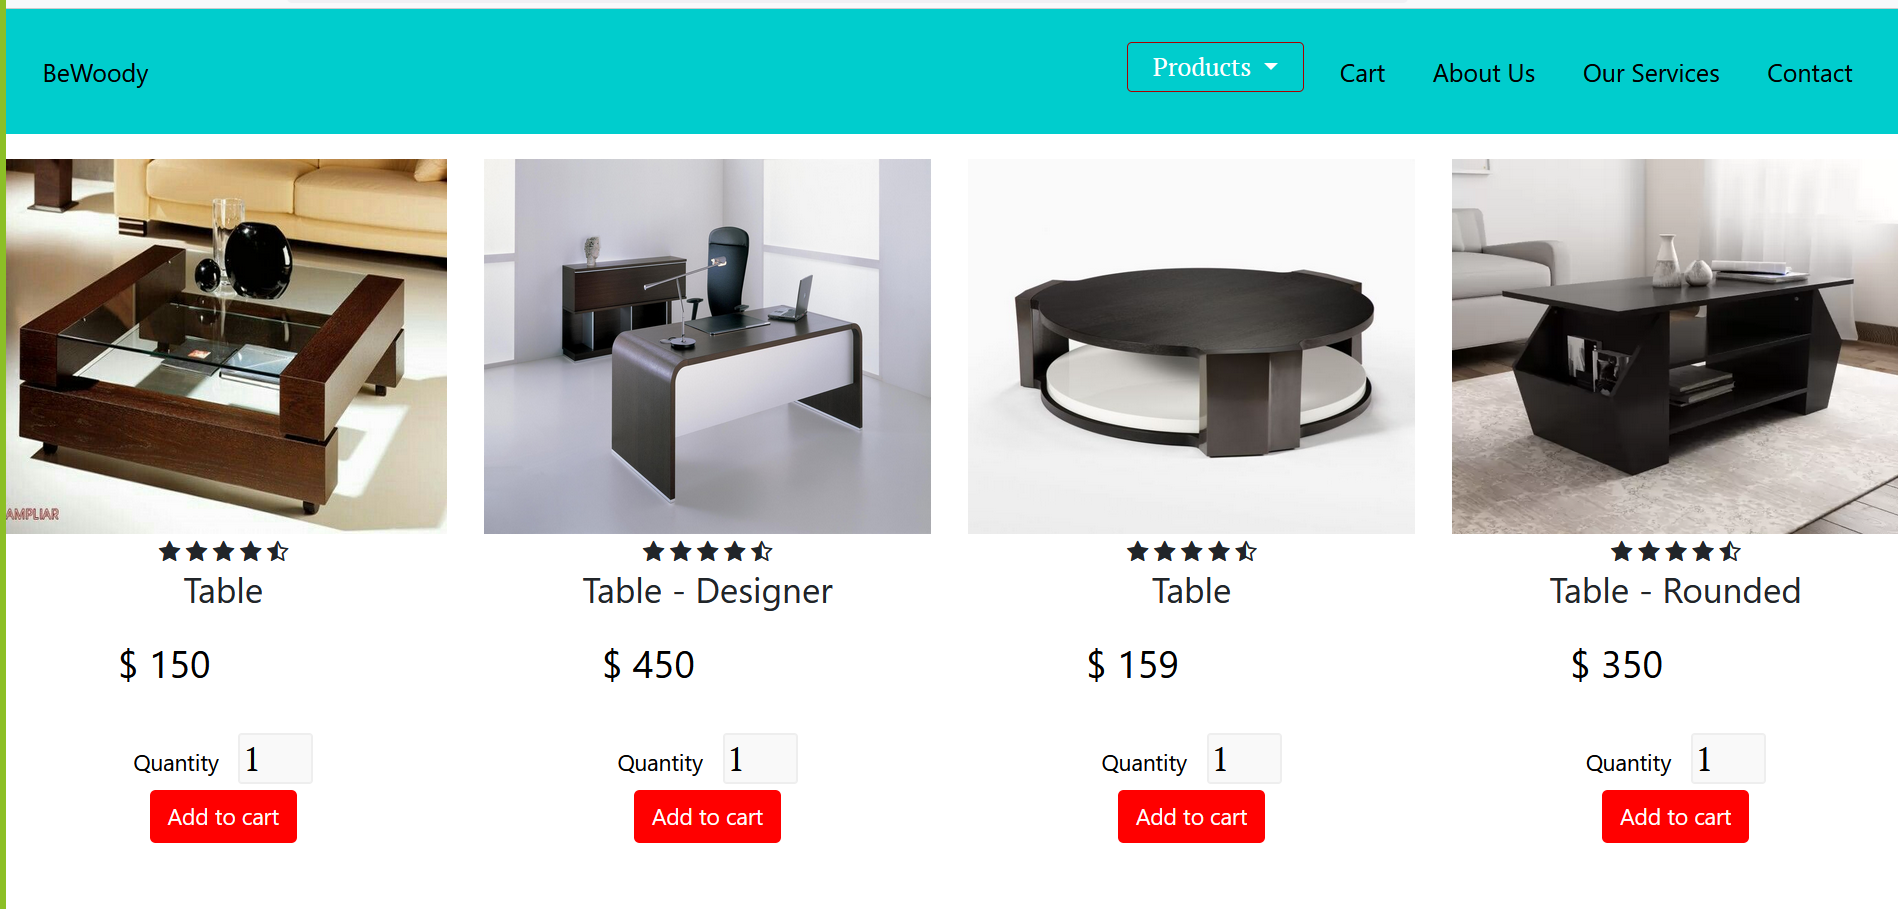 BeWoody
Products
Cart
About Us
Our Services
Contact
AMPLIAR
Table
Table - Designer
Table
Table - Rounded
$ 150
$ 450
$ 159
$ 350
Quantity 1
Quantity 1
Quantity 1
Quantity 1
Add to cart
Add to cart
Add to cart
Add to cart